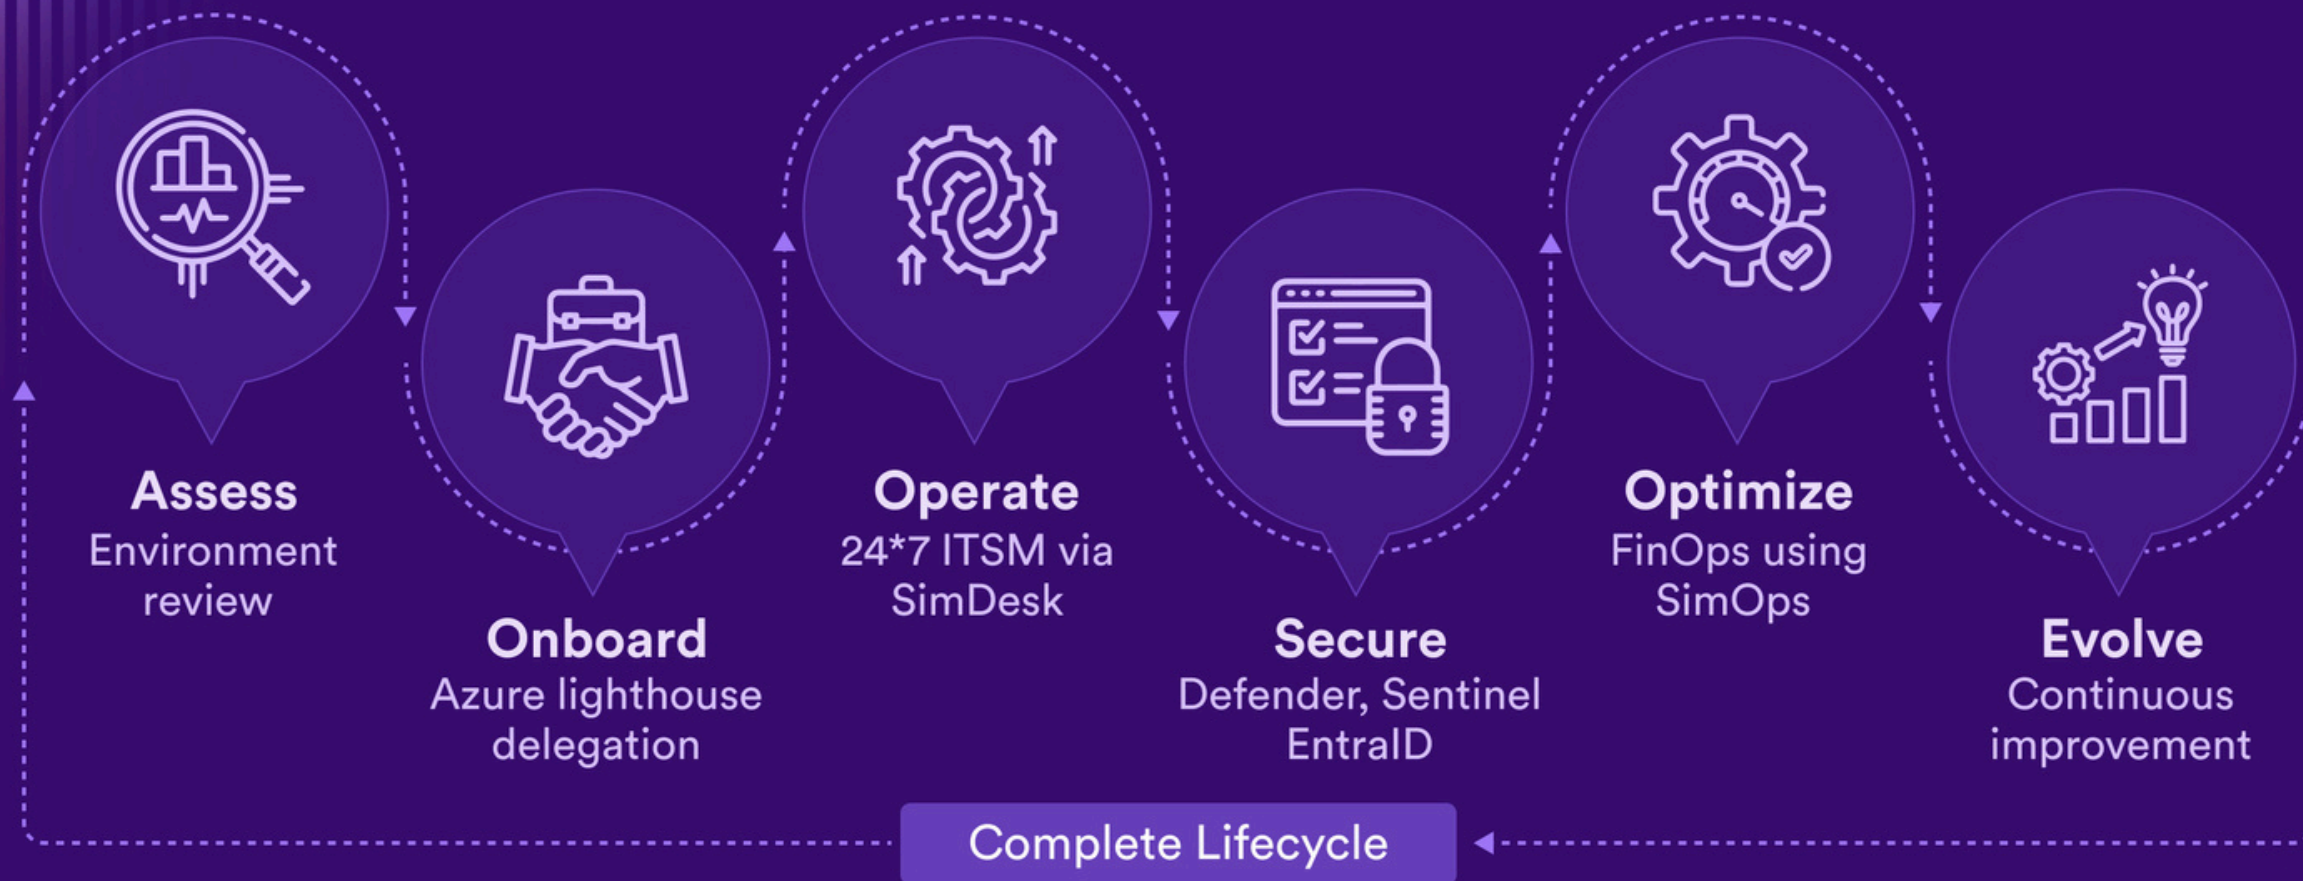 Assess
Environment
review
Onboard
Azure lighthouse
delegation
Operate
24*7 ITSM via
SimDesk
Secure
Defender, Sentinel
EntraID
Optimize
FinOps using
SimOps
Evolve
Continuous
improvement
Complete Lifecycle